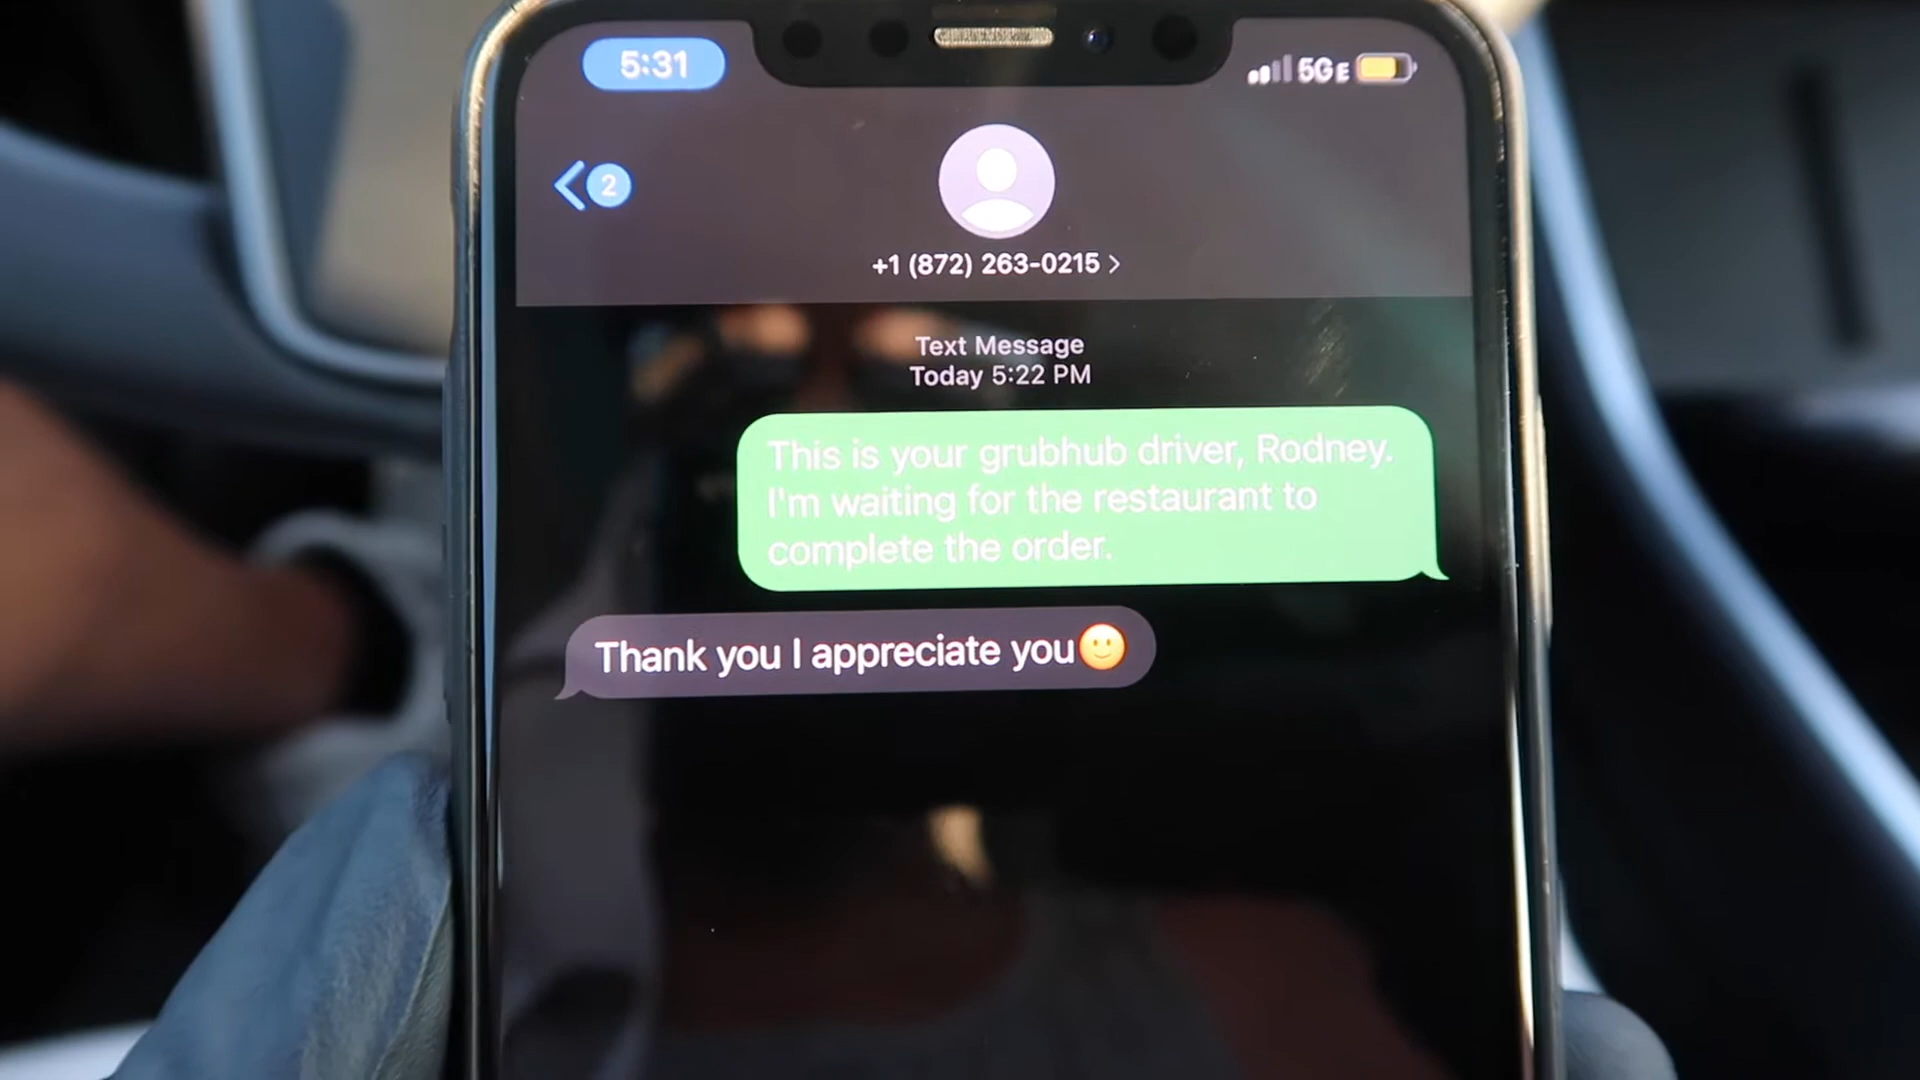 5:31
5GE
2
+1 (872) 263-0215 >
Text Message
Today 5:22 PM
This is your grubhub driver, Rodney.
I'm waiting for the restaurant to
complete the order.
Thank you I appreciate you🙂